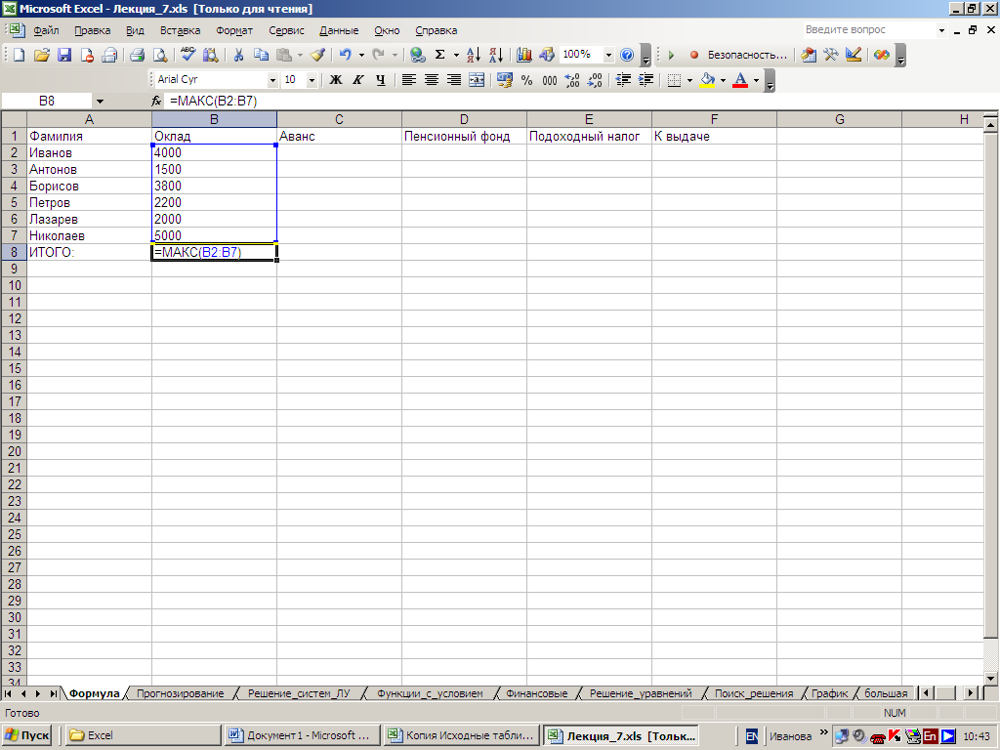 Microsoft Excel - Лекция_7.xls [Только для чтения]
Файл Правка Вид Вставка Формат Сервис Данные Окно Справка Введите вопрос
100% Безопасность...
Arial Cyr 10 Ж К Ч % 000
B8 fx =МАКС(B2:B7)
A B C D E F G H
1 Фамилия Оклад Аванс Пенсионный фонд Подоходный налог К выдаче
2 Иванов 4000
3 Антонов 1500
4 Борисов 3800
5 Петров 2200
6 Лазарев 2000
7 Николаев 5000
8 ИТОГО: =МАКС(B2:B7)
9
10
11
12
13
14
15
16
17
18
19
20
21
22
23
24
25
26
27
28
29
30
31
32
33
34
Формула Прогнозирование Решение_систем_ЛУ Функции_с_условием Финансовые Решение_уравнений Поиск_решения График большая
Готово NUM
Пуск Excel Документ1 - Microsoft ... Копия Исходные табли... Лекция_7.xls [Тольк... EN Иванова » En 10:43